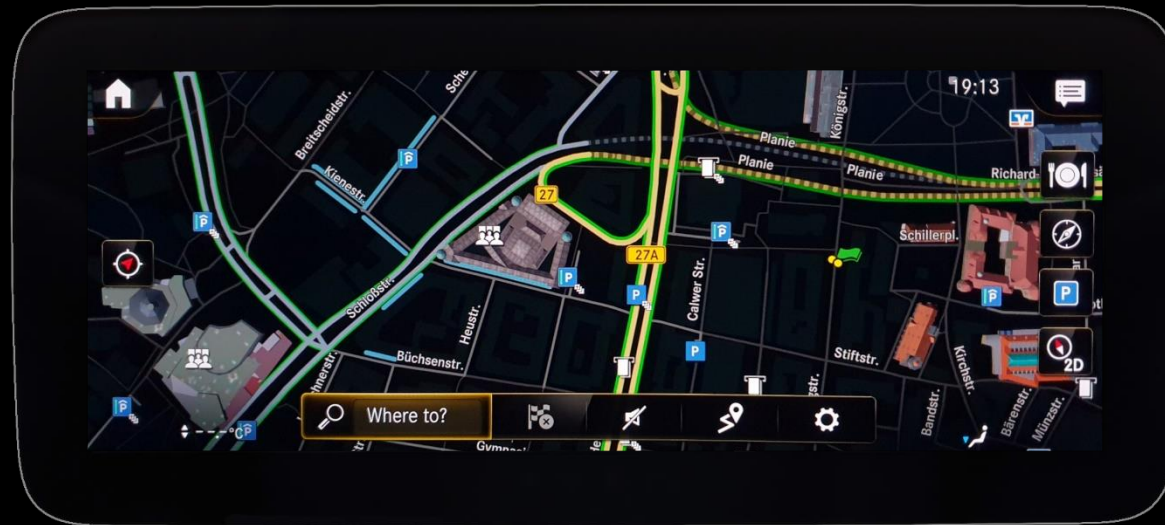 19:13
Breitscheidstr.
Königstr.
Planie
Planie
Planie
Richard-
Kienestr.
P
P
27
P
Schillerpl.
27A
P
Schloßstr.
P
P
P
Calwer Str.
Heustr.
P
2D
Büchsenstr.
Stiftstr.
Kirchstr.
P
Bandstr.
Bärenstr.
Münzstr.
Where to?
P
°C